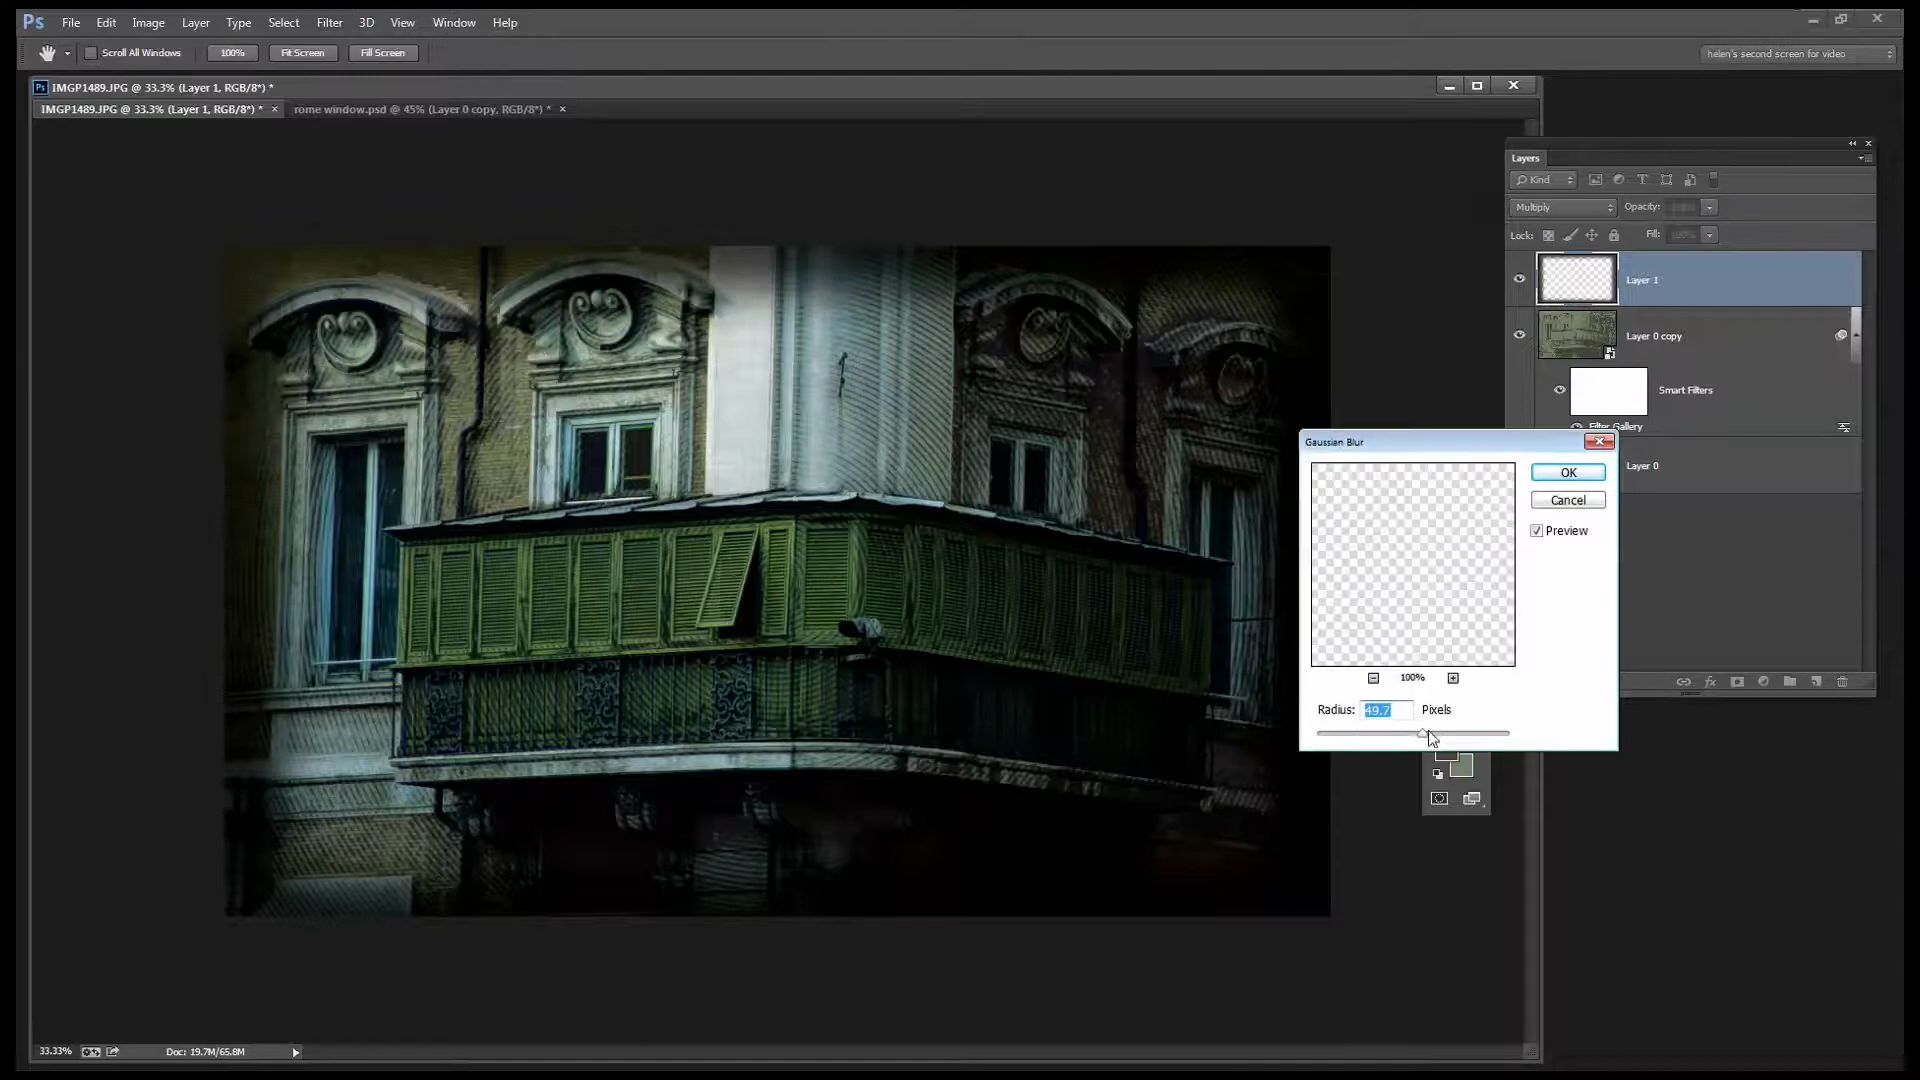 Ps File Edit Image Layer Type Select Filter 3D View Window Help
Scroll All Windows 100% Fit Screen Fill Screen helen's second screen for video
Ps IMGP1489.JPG @ 33.3% (Layer 1, RGB/8*) *
IMGP1489.JPG @ 33.3% (Layer 1, RGB/8*) * × rome window.psd @ 45% (Layer 0 copy, RGB/8*) * ×
Layers
Kind T
Multiply Opacity:
Lock: Fill: 100%
Layer 1
Layer 0 copy
Smart Filters
Filter Gallery
Layer 0
Gaussian Blur
OK
Cancel
Preview
100%
Radius: 49.7 Pixels
fx
33.33% Doc: 19.7M/65.8M